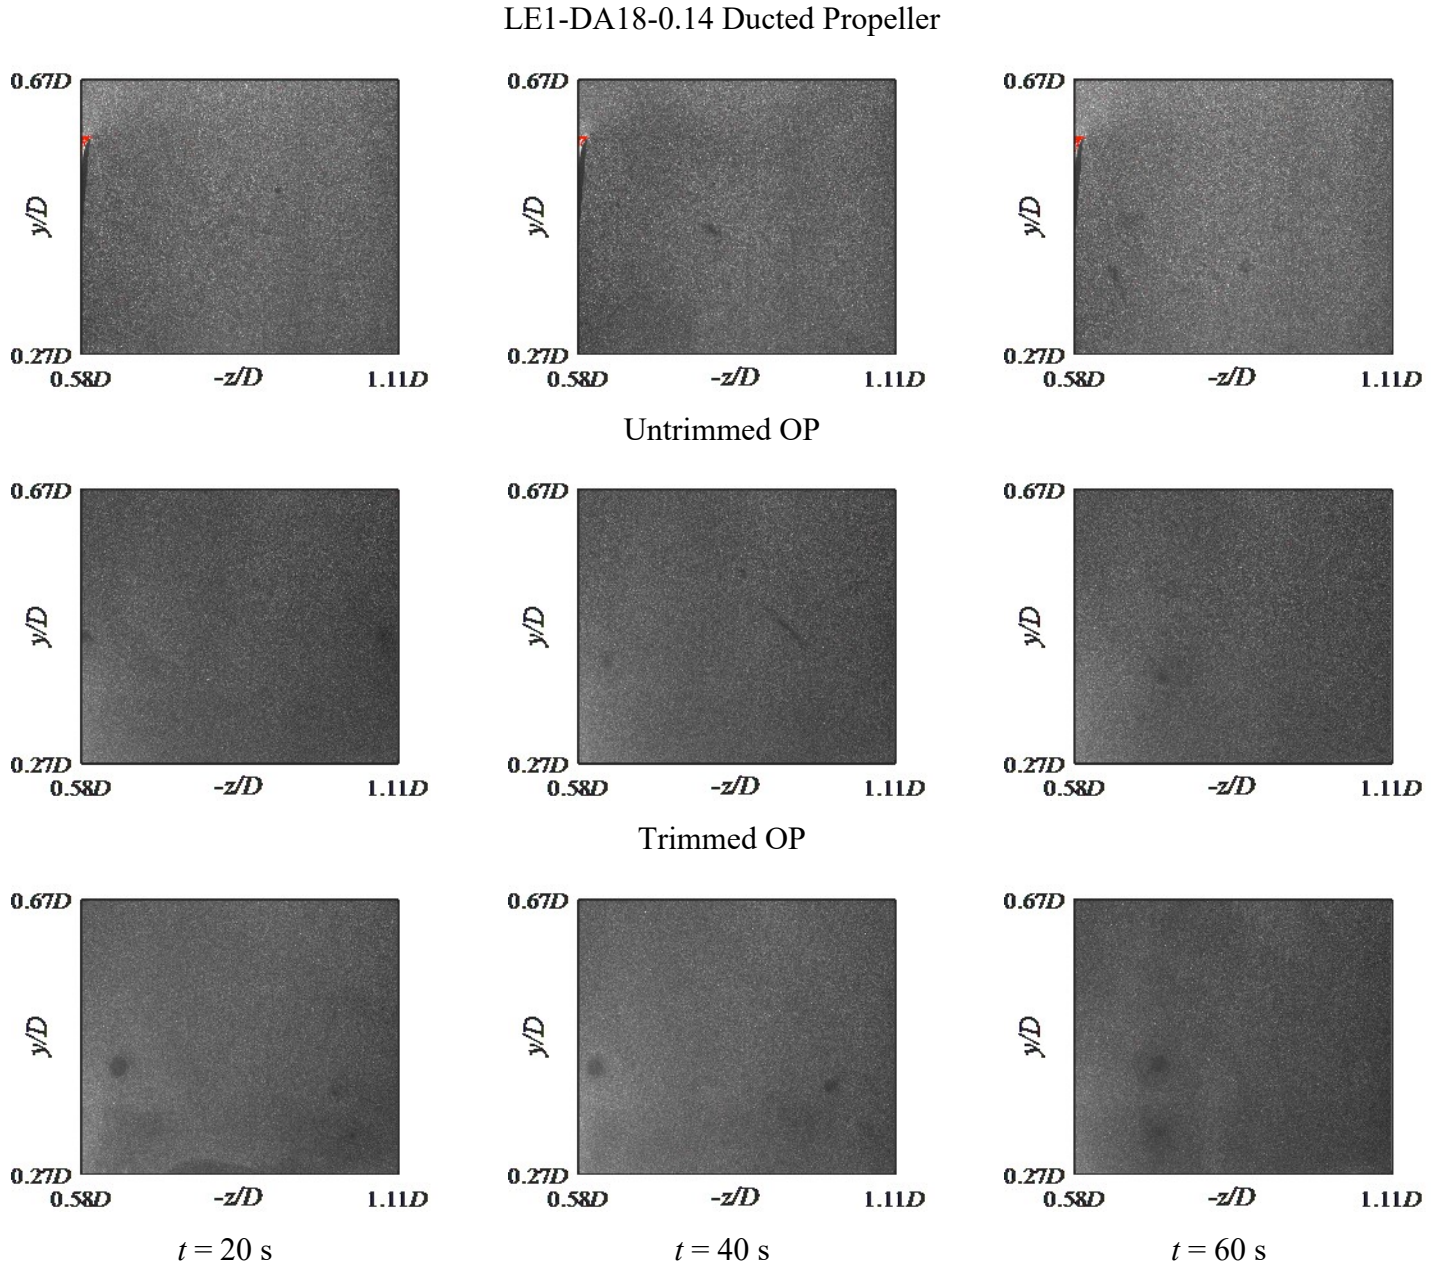 LE1-DA18-0.14 Ducted Propeller
0.67D 0.67D 0.67D
y/D y/D y/D
0.27D 0.27D 0.27D
0.58D -z/D 1.11D 0.58D -z/D 1.11D 0.58D -z/D 1.11D
Untrimmed OP
0.67D 0.67D 0.67D
y/D y/D y/D
0.27D 0.27D 0.27D
0.58D -z/D 1.11D 0.58D -z/D 1.11D 0.58D -z/D 1.11D
Trimmed OP
0.67D 0.67D 0.67D
y/D y/D y/D
0.27D 0.27D 0.27D
0.58D -z/D 1.11D 0.58D -z/D 1.11D 0.58D -z/D 1.11D
t = 20 s t = 40 s t = 60 s